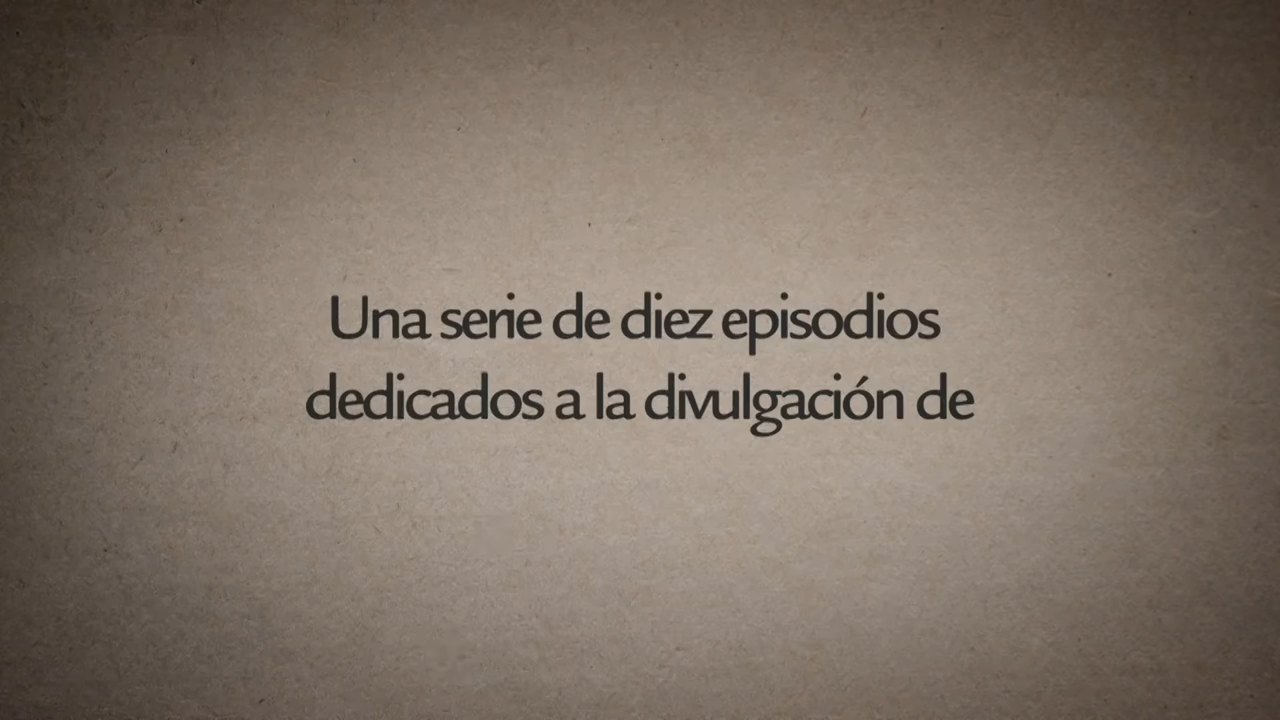 Una serie de diez episodios
dedicados a la divulgación de